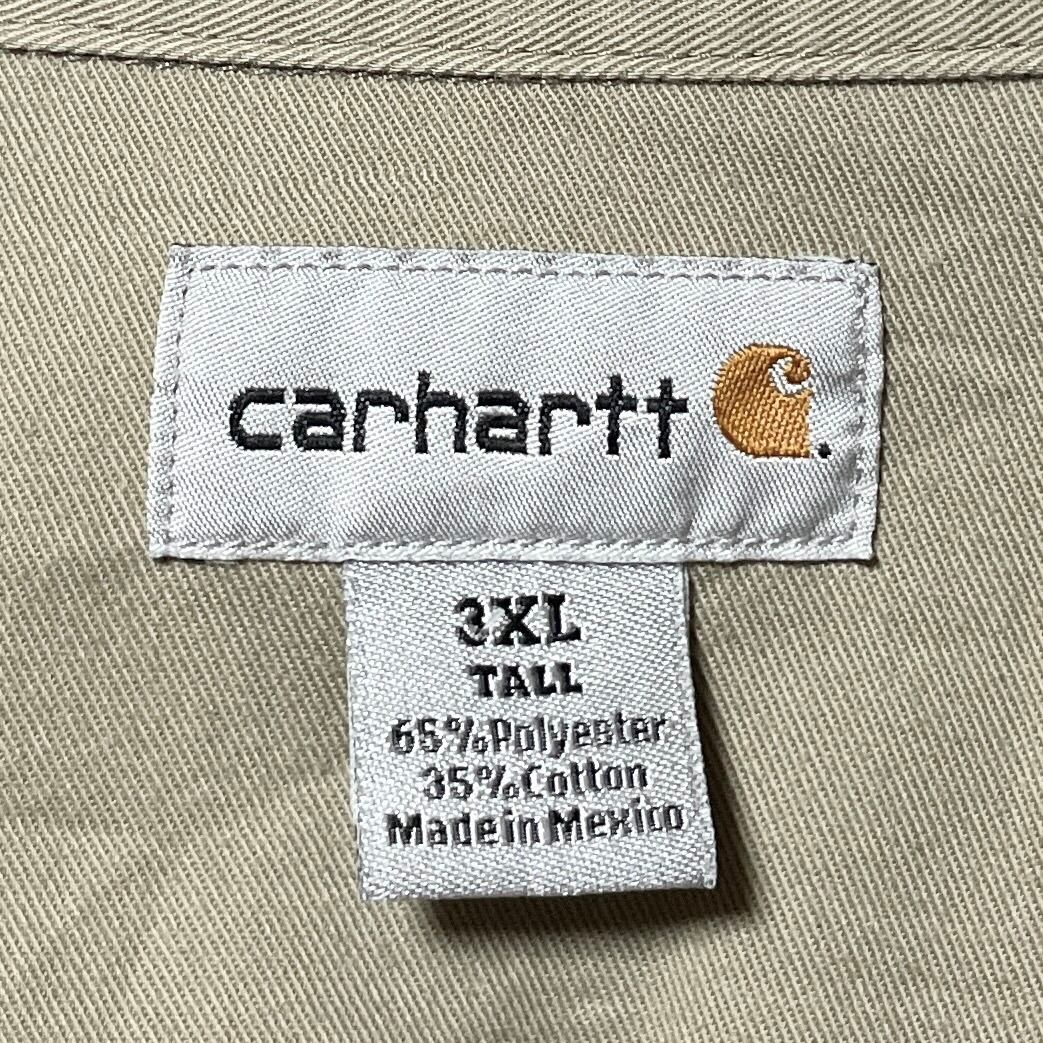 carhartt
3XL
TALL
65%Polyester
35%Cotton
Made in Mexico